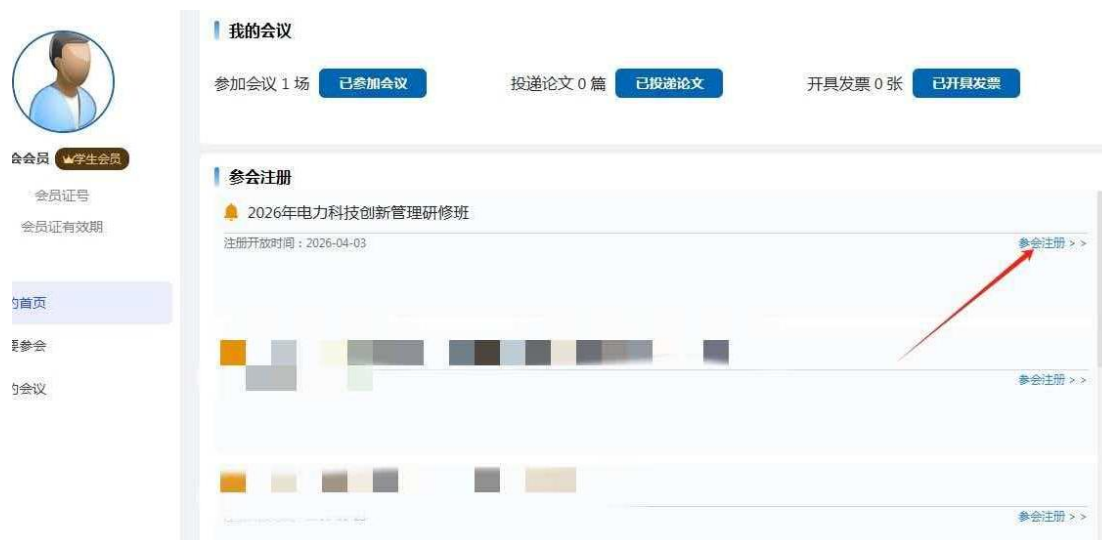 我的会议
参加会议 1 场 已参加会议 投递论文 0 篇 已投递论文 开具发票 0 张 已开具发票
会员 学生会员
会员证号
会员证有效期
参会注册
2026年电力科技创新管理研修班
注册开放时间：2026-04-03 参会注册 > >
的首页
要参会
参会注册 > >
的会议
参会注册 > >